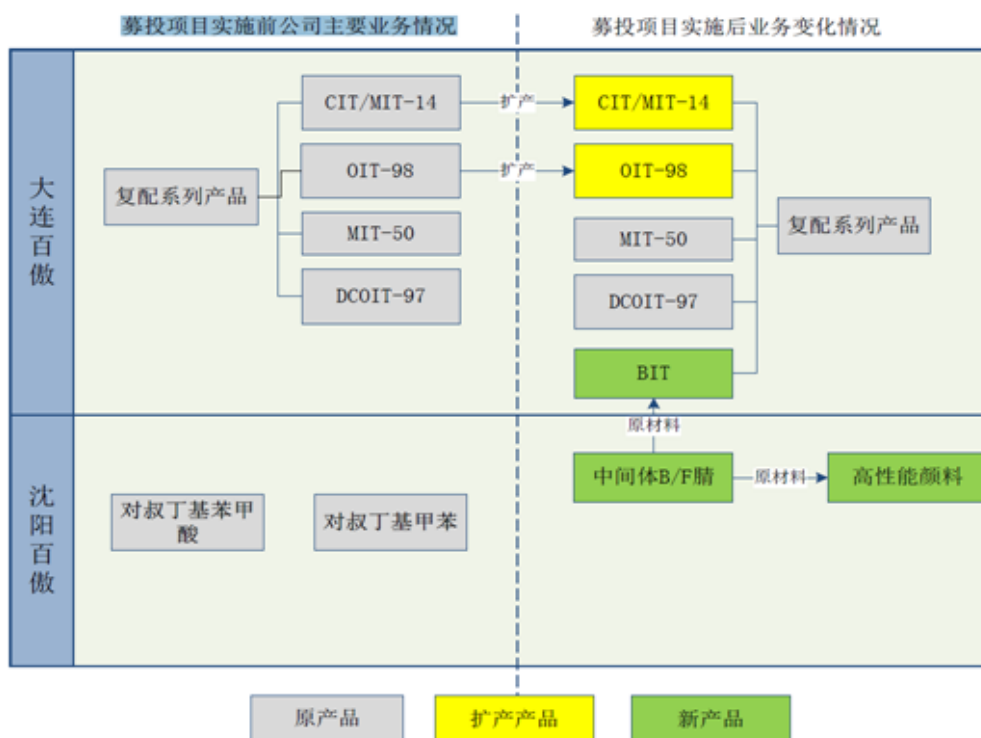 募投项目实施前公司主要业务情况
募投项目实施后业务变化情况
大连百傲
复配系列产品
CIT/MIT-14
OIT-98
MIT-50
DCOIT-97
扩产
扩产
CIT/MIT-14
OIT-98
MIT-50
DCOIT-97
BIT
复配系列产品
原材料
沈阳百傲
对叔丁基苯甲
酸
对叔丁基甲苯
中间体B/F腈
原材料
高性能颜料
原产品
扩产产品
新产品